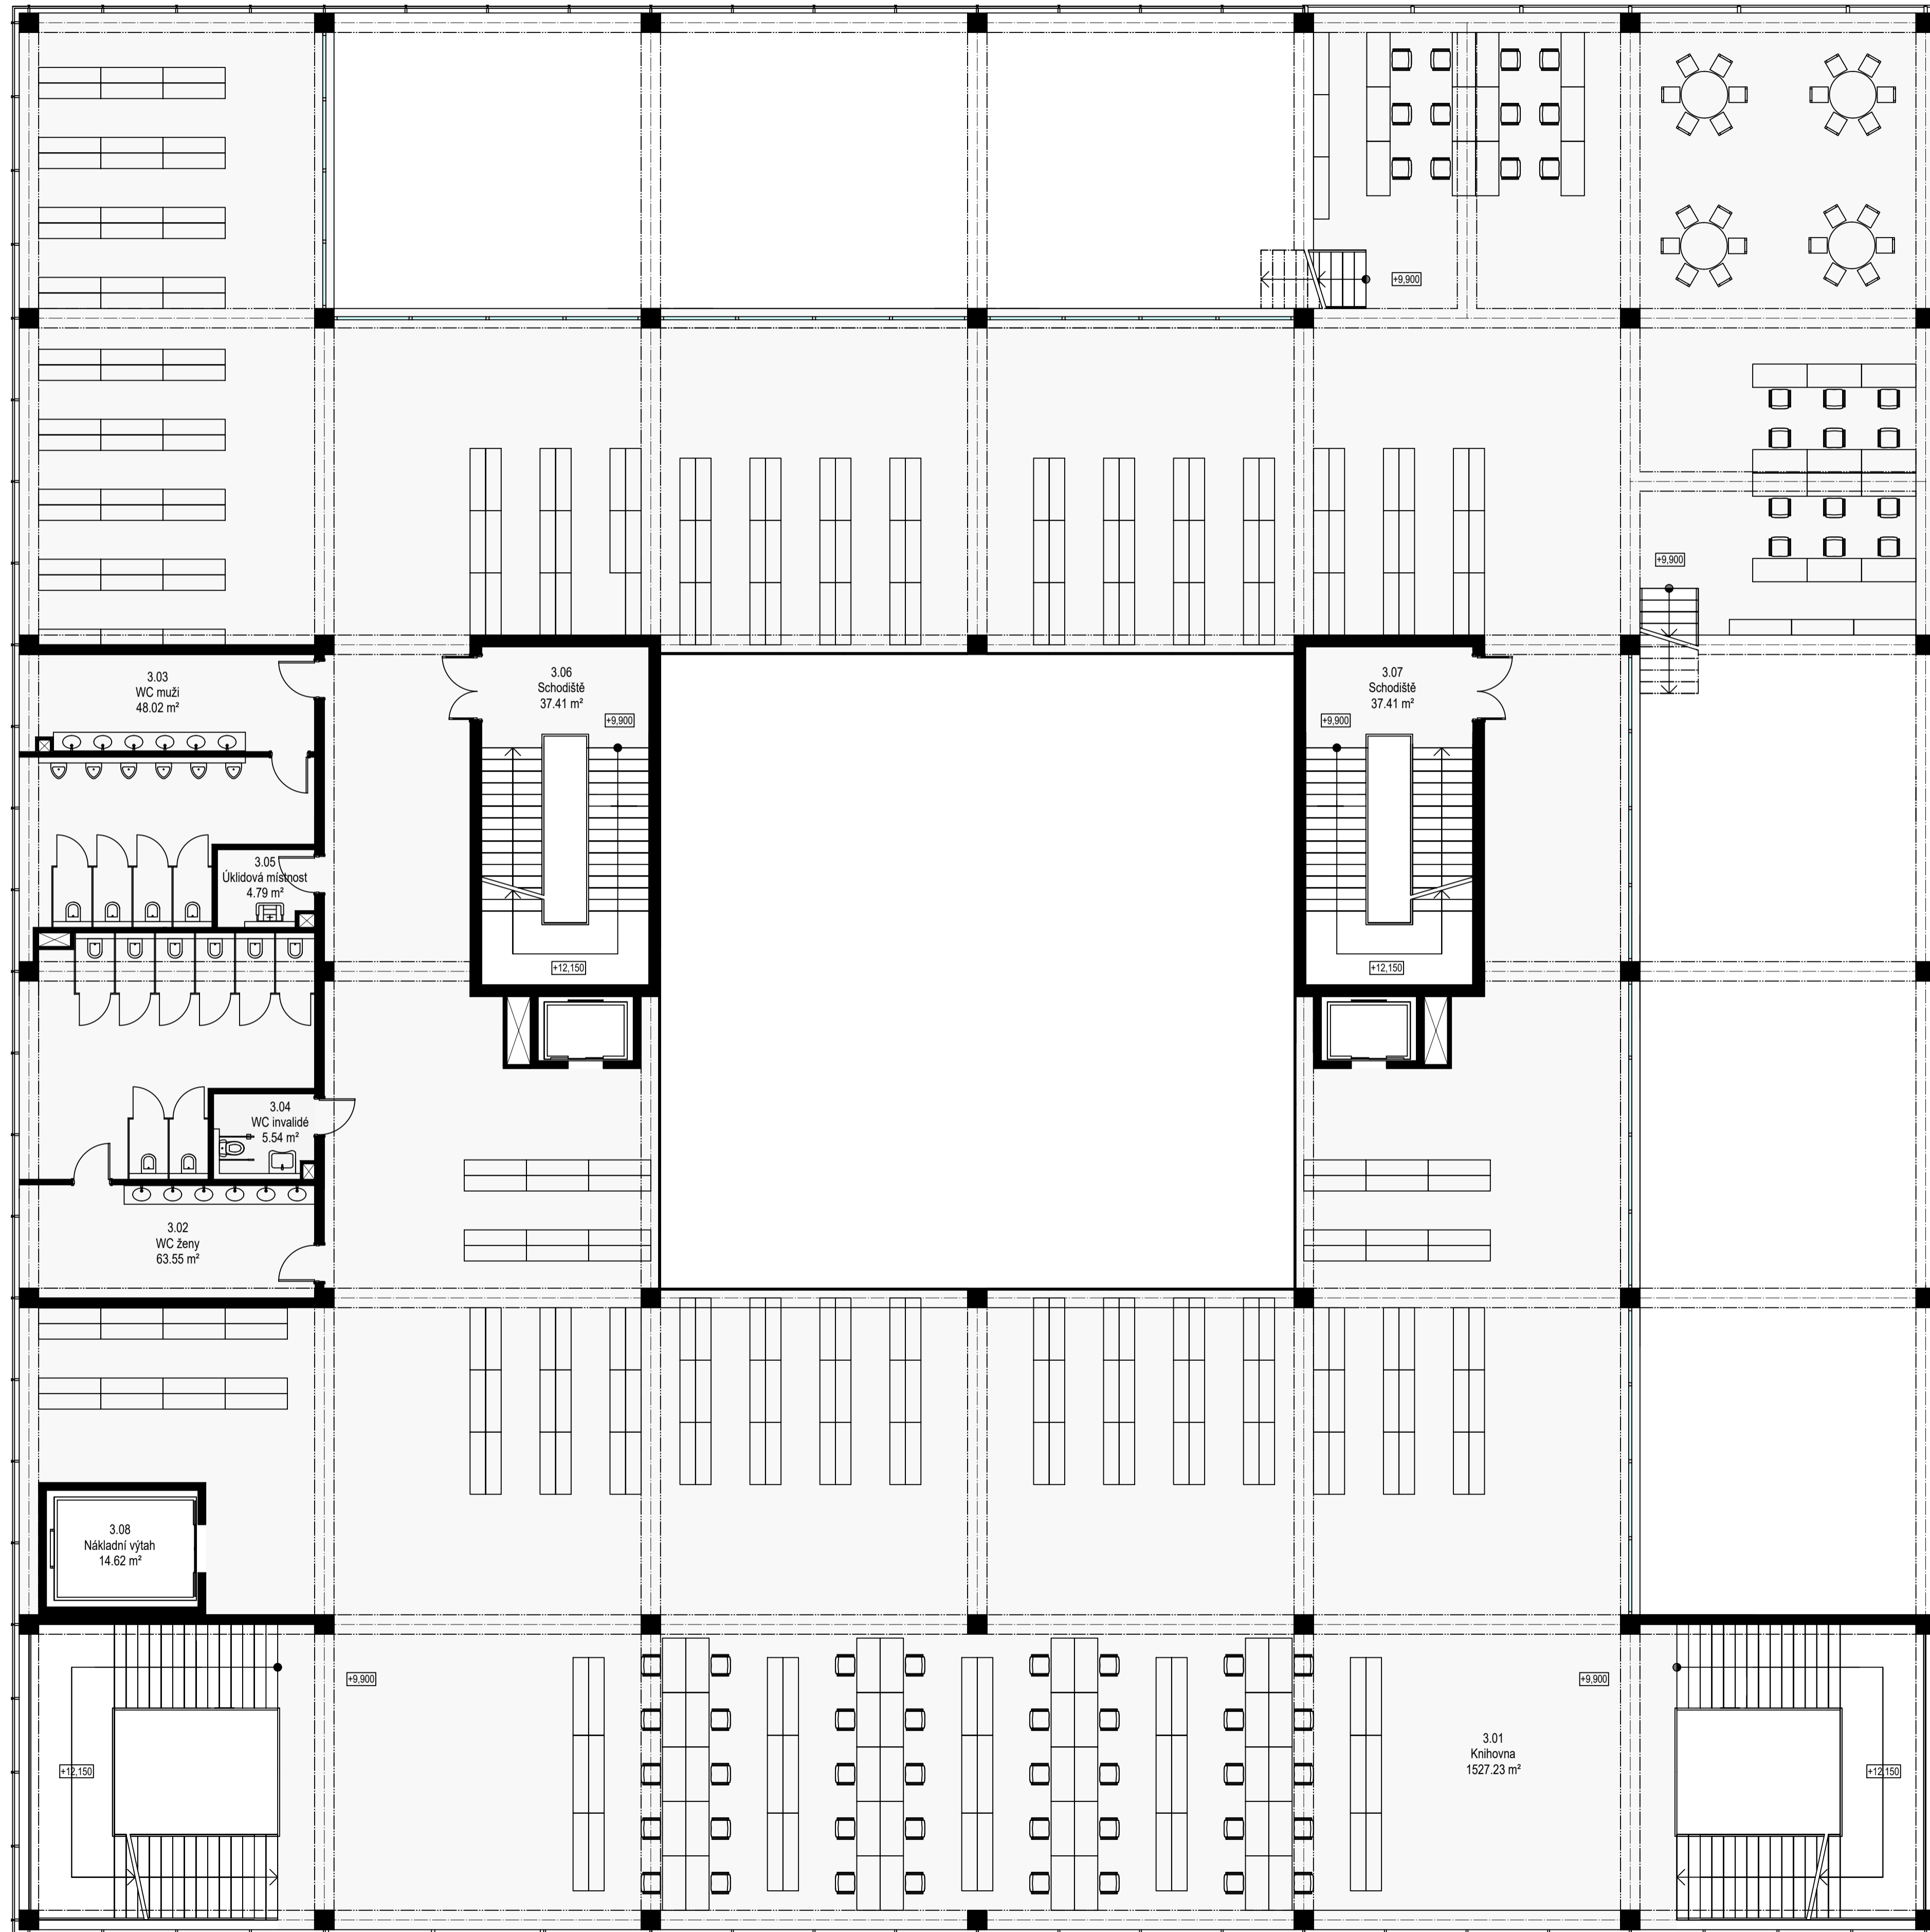 +9,900
+9,900
3.03
WC muži
48.02 m²
3.06
Schodiště
37.41 m²
+9,900
3.07
Schodiště
37.41 m²
+9,900
3.05
Úklidová místnost
4.79 m²
+12,150
+12,150
3.04
WC invalidé
5.54 m²
3.02
WC ženy
63.55 m²
3.08
Nákladní výtah
14.62 m²
+9,900
+9,900
3.01
Knihovna
1527.23 m²
+12,150
+12,150